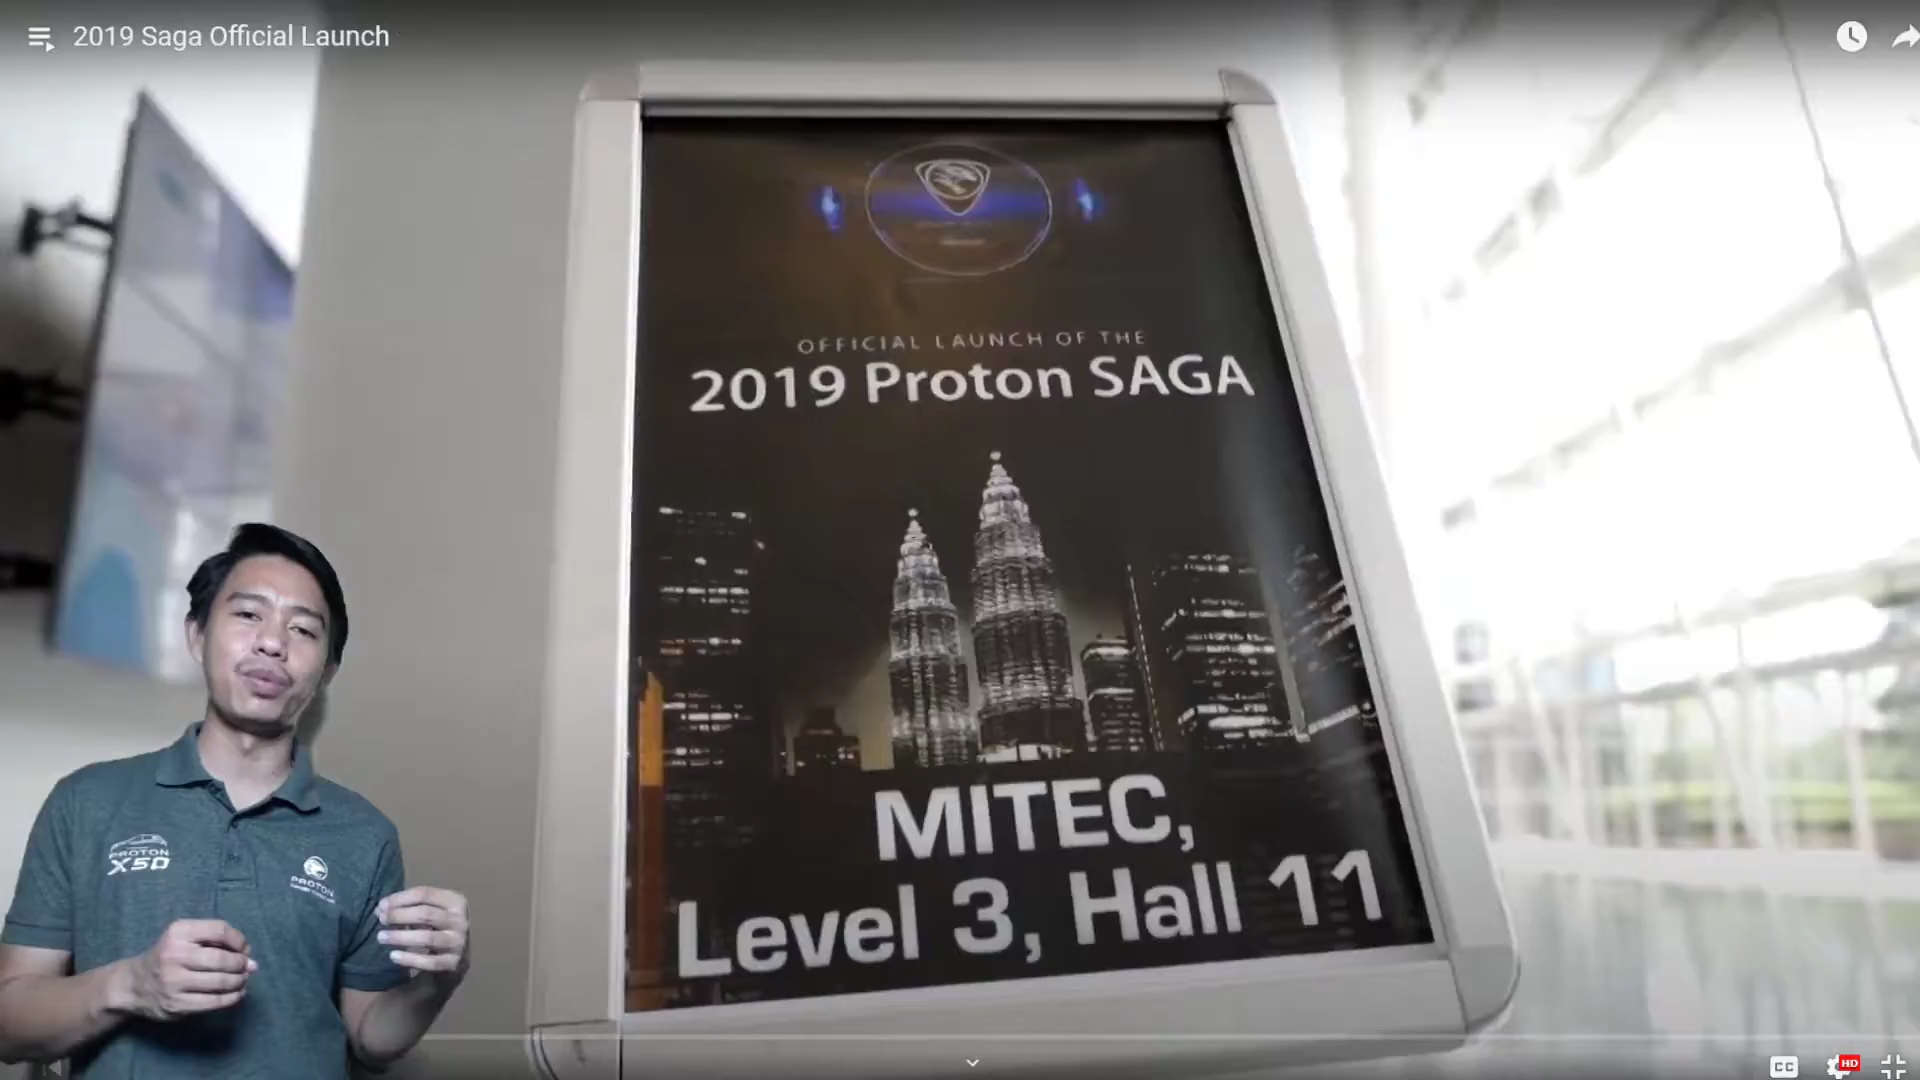 2019 Saga Official Launch
OFFICIAL LAUNCH OF THE
2019 Proton SAGA
MITEC,
Level 3, Hall 11
PROTON
X50
PROTON
CC
HD